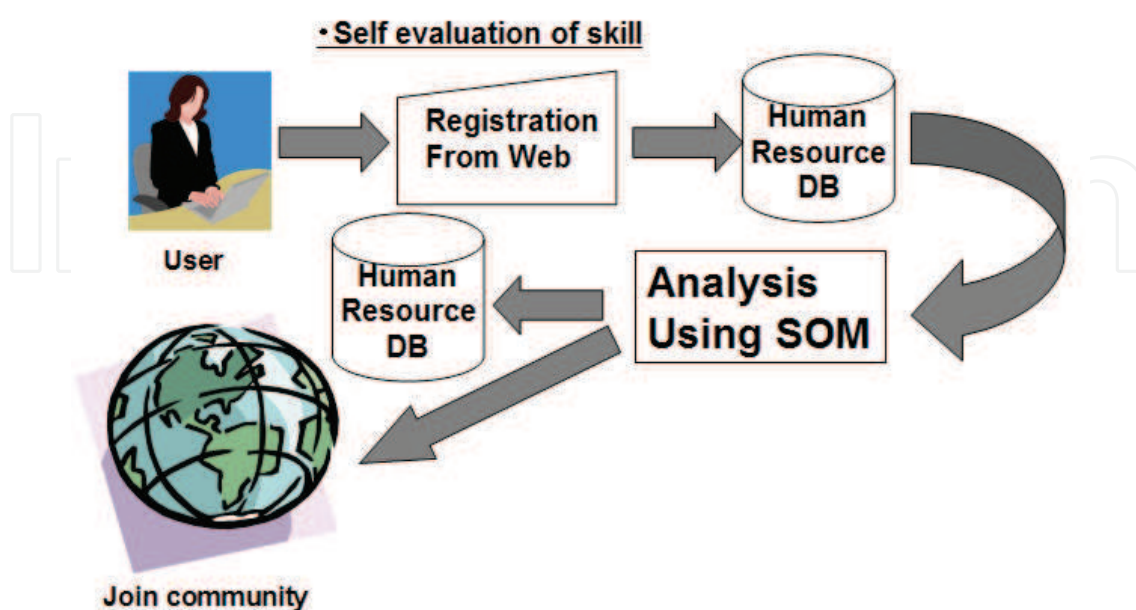 ・Self evaluation of skill
Registration
From Web
Human
Resource
DB
User
Human
Resource
DB
Analysis
Using SOM
Join community